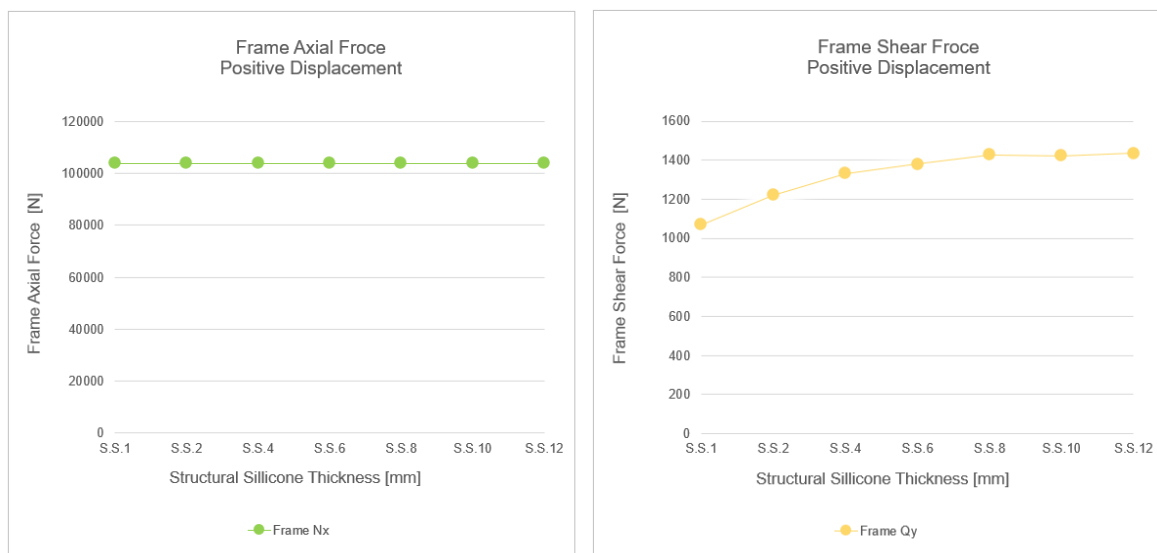 Frame Axial Froce
Positive Displacement
120000
100000
80000
60000
40000
20000
0
Frame Axial Force [N]
S.S.1 S.S.2 S.S.4 S.S.6 S.S.8 S.S.10 S.S.12
Structural Sillicone Thickness [mm]
Frame Nx
Frame Shear Froce
Positive Displacement
1600
1400
1200
1000
800
600
400
200
0
Frame Shear Force [N]
S.S.1 S.S.2 S.S.4 S.S.6 S.S.8 S.S.10 S.S.12
Structural Sillicone Thickness [mm]
Frame Qy